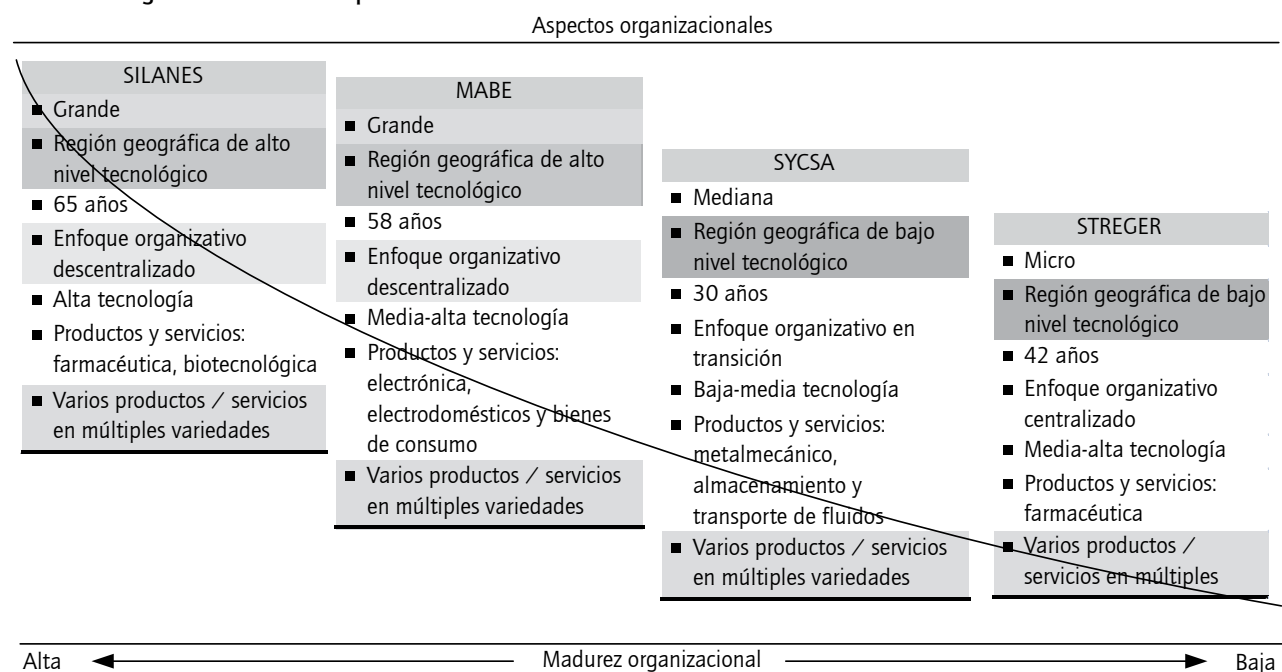 Aspectos organizacionales
SILANES
■ Grande
■ Región geográfica de alto
nivel tecnológico
■ 65 años
■ Enfoque organizativo
descentralizado
■ Alta tecnología
■ Productos y servicios:
farmacéutica, biotecnológica
■ Varios productos / servicios
en múltiples variedades
MABE
■ Grande
■ Región geográfica de alto
nivel tecnológico
■ 58 años
■ Enfoque organizativo
descentralizado
■ Media-alta tecnología
■ Productos y servicios:
electrónica,
electrodomésticos y bienes
de consumo
■ Varios productos / servicios
en múltiples variedades
SYCSA
■ Mediana
■ Región geográfica de bajo
nivel tecnológico
■ 30 años
■ Enfoque organizativo en
transición
■ Baja-media tecnología
■ Productos y servicios:
metalmecánico,
almacenamiento y
transporte de fluidos
■ Varios productos / servicios
en múltiples variedades
STREGER
■ Micro
■ Región geográfica de bajo
nivel tecnológico
■ 42 años
■ Enfoque organizativo
centralizado
■ Media-alta tecnología
■ Productos y servicios:
farmacéutica
■ Varios productos /
servicios en múltiples
Alta Madurez organizacional Baja